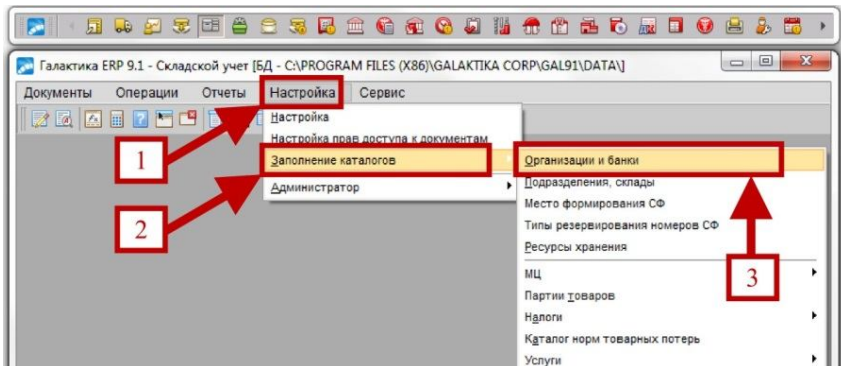 Галактика ERP 9.1 - Складской учет [БД - C:\PROGRAM FILES (X86)\GALAKTIKA CORP\GAL91\DATA\]
Документы Операции Отчеты Настройка Сервис
Настройка
Настройка прав доступа к документам
Заполнение каталогов
Администратор
Организации и банки
Подразделения, склады
Место формирования СФ
Типы резервирования номеров СФ
Ресурсы хранения
МЦ
Партии товаров
Налоги
Каталог норм товарных потерь
Услуги
1
2
3